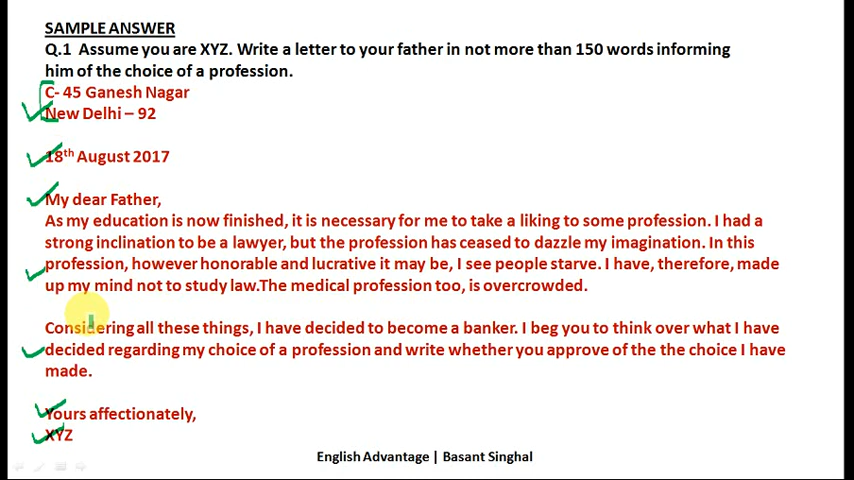 SAMPLE ANSWER
Q.1 Assume you are XYZ. Write a letter to your father in not more than 150 words informing
him of the choice of a profession.
C- 45 Ganesh Nagar
New Delhi – 92
18th August 2017
My dear Father,
As my education is now finished, it is necessary for me to take a liking to some profession. I had a
strong inclination to be a lawyer, but the profession has ceased to dazzle my imagination. In this
profession, however honorable and lucrative it may be, I see people starve. I have, therefore, made
up my mind not to study law.The medical profession too, is overcrowded.
Considering all these things, I have decided to become a banker. I beg you to think over what I have
decided regarding my choice of a profession and write whether you approve of the the choice I have
made.
Yours affectionately,
XYZ
English Advantage | Basant Singhal